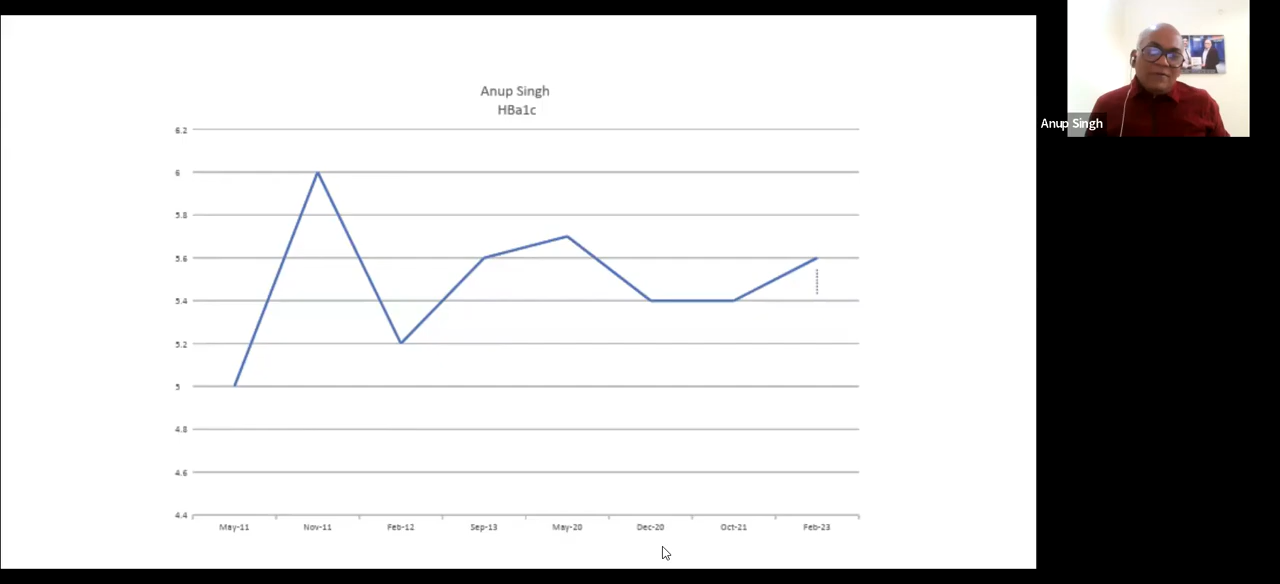 Anup Singh
HBa1c
6.2
6
5.8
5.6
5.4
5.2
5
4.8
4.6
4.4
May-11 Nov-11 Feb-12 Sep-13 May-20 Dec-20 Oct-21 Feb-23
Anup Singh